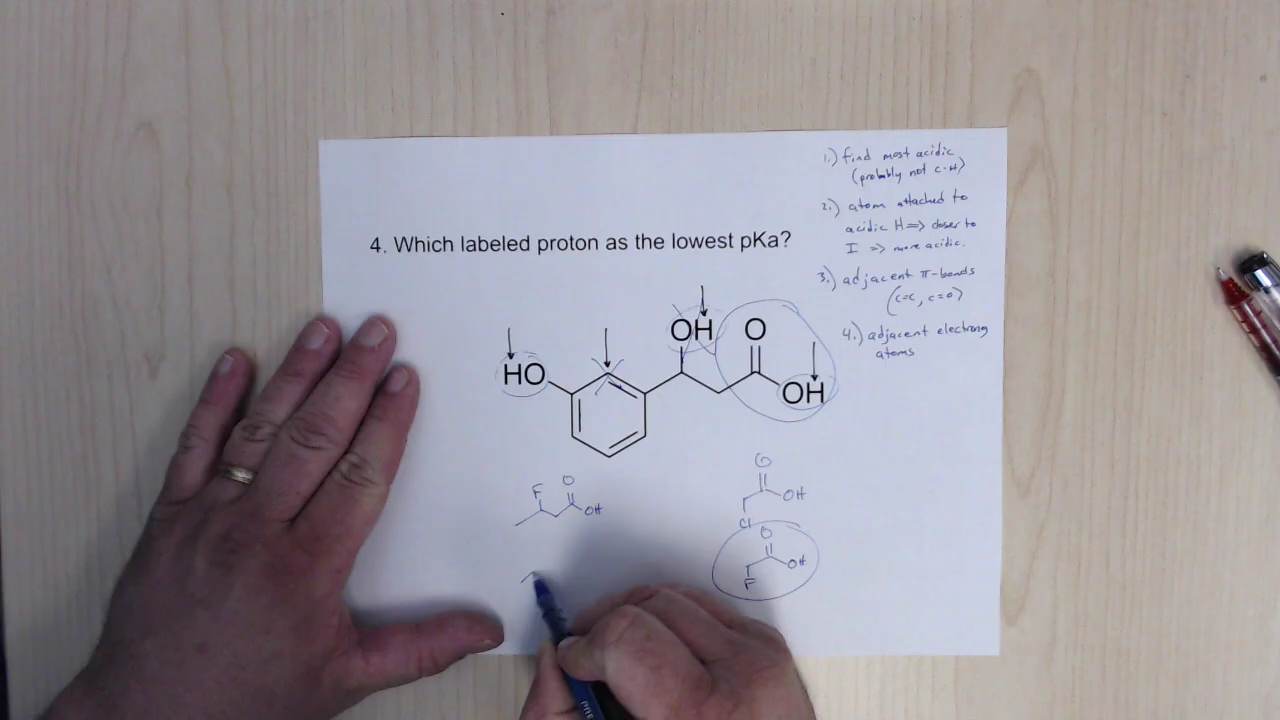 1.) find most acidic
(probably not C-H)
2.) atom attached to
acidic H => closer to
I => more acidic.
3.) adjacent π-bonds
(C=C, C=O)
4.) adjacent electroneg
atoms
4. Which labeled proton as the lowest pKa?
OH
O
HO
OH
O
OH
Cl
F
O
OH
O
OH
F